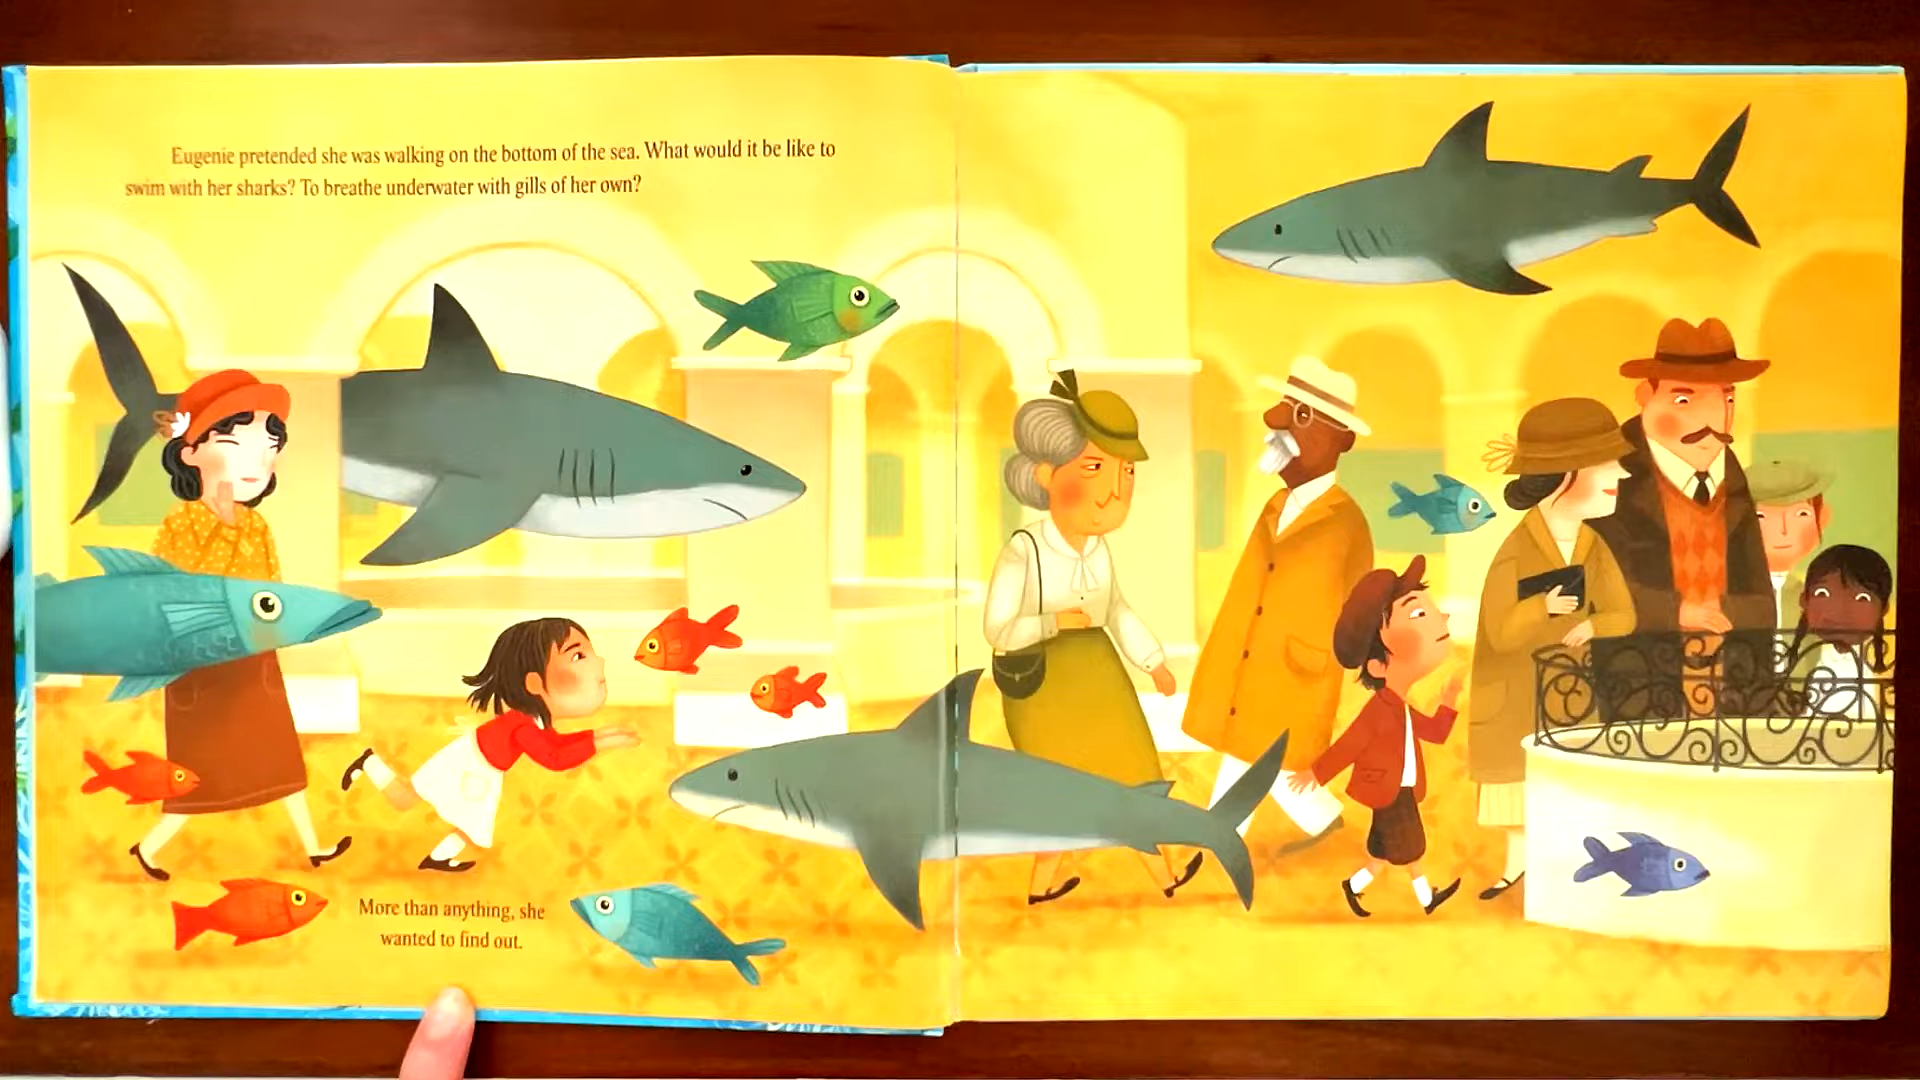 Eugenie pretended she was walking on the bottom of the sea. What would it be like to
swim with her sharks? To breathe underwater with gills of her own?
More than anything, she
wanted to find out.